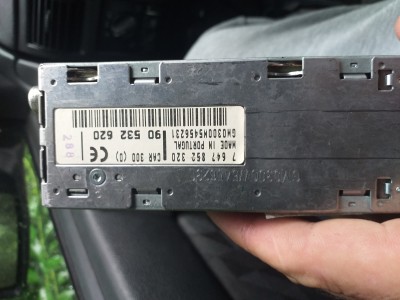 7 647 852 320 CAR 300 (D)
MADE IN PORTUGAL
GM0300M5456231
90 532 620
CE